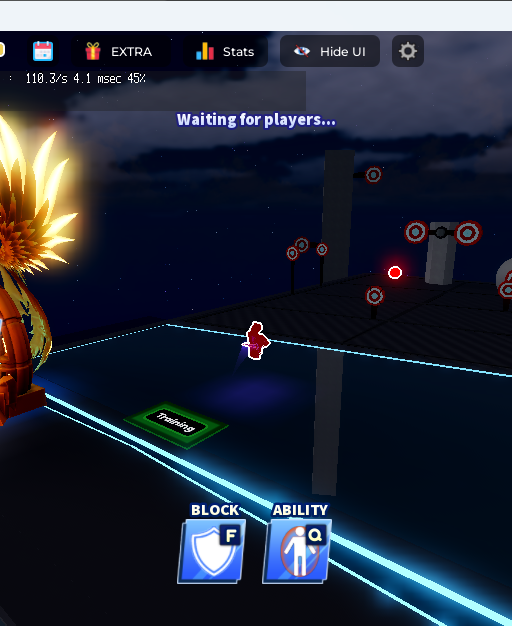 EXTRA
Stats
Hide UI
: 110.3/s 4.1 msec 45%
Waiting for players...
Training
BLOCK
ABILITY
F
Q